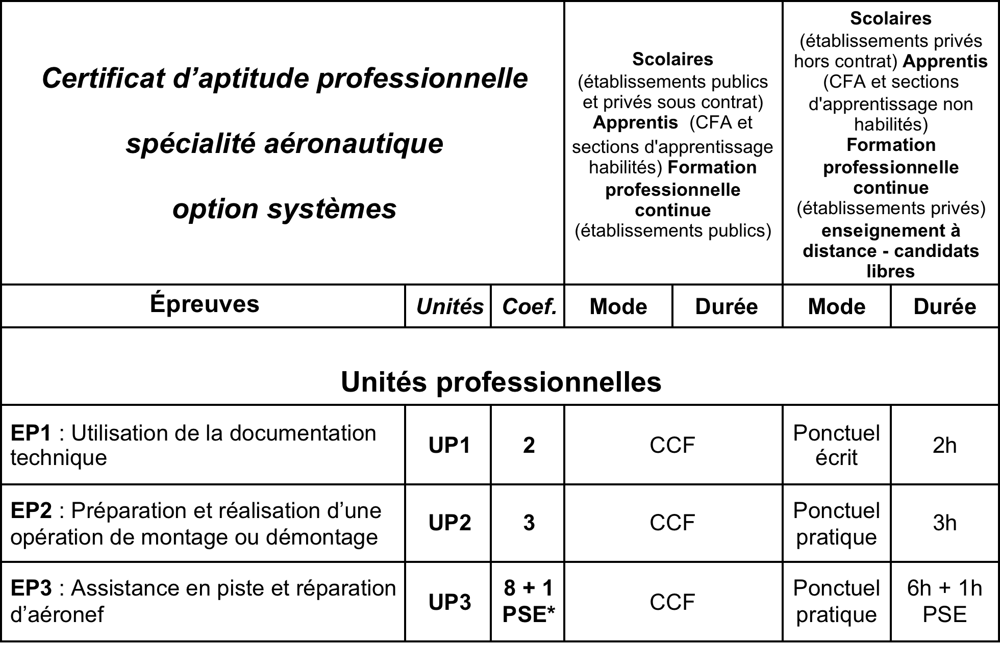 Certificat d’aptitude professionnelle
spécialité aéronautique
option systèmes
Scolaires
(établissements publics
et privés sous contrat)
Apprentis  (CFA et
sections d'apprentissage
habilités) Formation
professionnelle
continue
(établissements publics)
Scolaires
(établissements privés
hors contrat) Apprentis
(CFA et sections
d'apprentissage non
habilités)
Formation
professionnelle
continue
(établissements privés)
enseignement à
distance - candidats
libres
Épreuves Unités Coef. Mode Durée Mode Durée
Unités professionnelles
EP1 : Utilisation de la documentation
technique
UP1
2
CCF
Ponctuel
écrit
2h
EP2 : Préparation et réalisation d’une
opération de montage ou démontage
UP2
3
CCF
Ponctuel
pratique
3h
EP3 : Assistance en piste et réparation
d’aéronef
UP3
8 + 1
PSE*
CCF
Ponctuel
pratique
6h + 1h
PSE